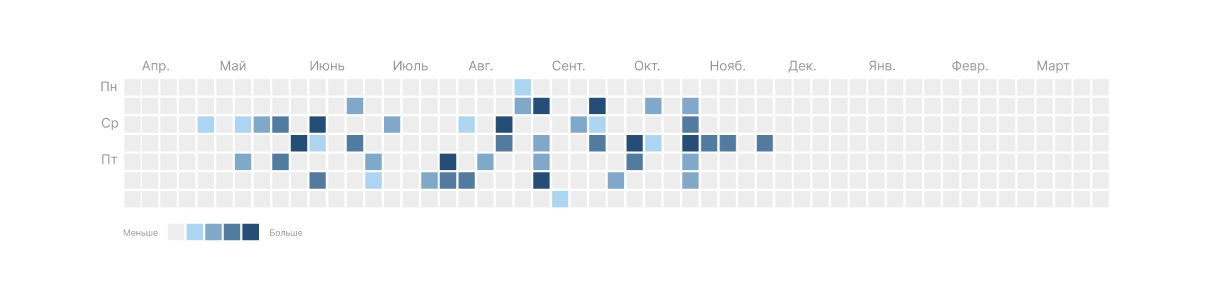 Апр. Май Июнь Июль Авг. Сент. Окт. Нояб. Дек. Янв. Февр. Март
Пн
Ср
Пт
Меньше Больше